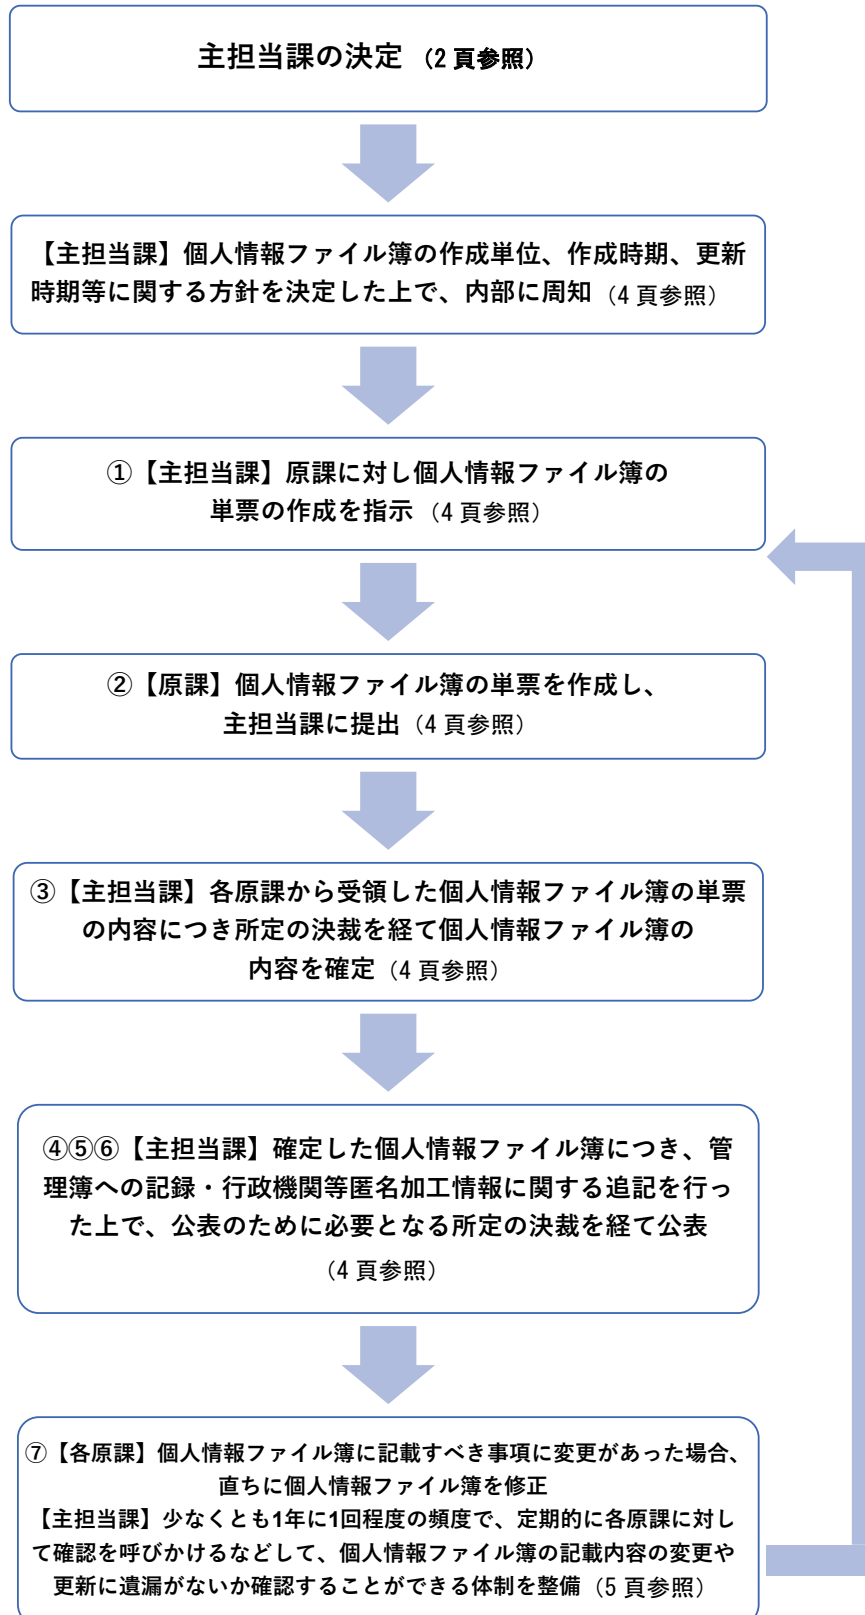 主担当課の決定（2頁参照）
【主担当課】個人情報ファイル簿の作成単位、作成時期、更新
時期等に関する方針を決定した上で、内部に周知（4頁参照）
①【主担当課】原課に対し個人情報ファイル簿の
単票の作成を指示（4頁参照）
②【原課】個人情報ファイル簿の単票を作成し、
主担当課に提出（4頁参照）
③【主担当課】各原課から受領した個人情報ファイル簿の単票
の内容につき所定の決裁を経て個人情報ファイル簿の
内容を確定（4頁参照）
④⑤⑥【主担当課】確定した個人情報ファイル簿につき、管
理簿への記録・行政機関等匿名加工情報に関する追記を行っ
た上で、公表のために必要となる所定の決裁を経て公表
（4頁参照）
⑦【各原課】個人情報ファイル簿に記載すべき事項に変更があった場合、
直ちに個人情報ファイル簿を修正
【主担当課】少なくとも1年に1回程度の頻度で、定期的に各原課に対し
て確認を呼びかけるなどして、個人情報ファイル簿の記載内容の変更や
更新に遺漏がないか確認することができる体制を整備（5頁参照）